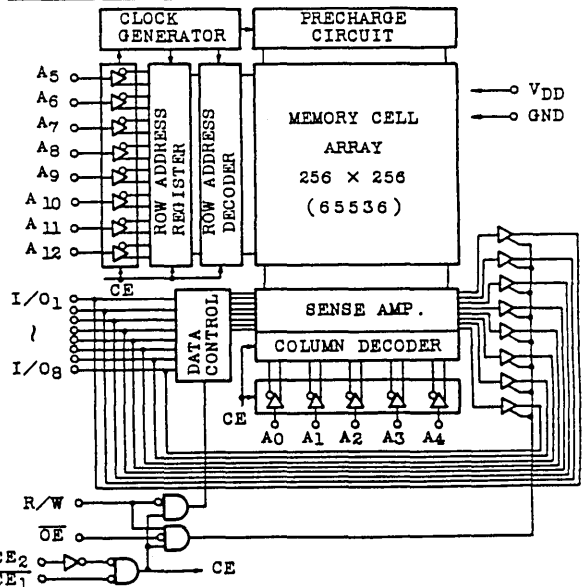 CLOCK
GENERATOR
PRECHARGE
CIRCUIT
A5
A6
A7
A8
A9
A10
A11
A12
ROW ADDRESS
REGISTER
ROW ADDRESS
DECODER
MEMORY CELL
ARRAY
256 × 256
(65536)
VDD
GND
CE
I/O1
~
I/O8
DATA
CONTROL
SENSE AMP.
COLUMN DECODER
CE
A0 A1 A2 A3 A4
R/W
OE
CE2
CE1
CE